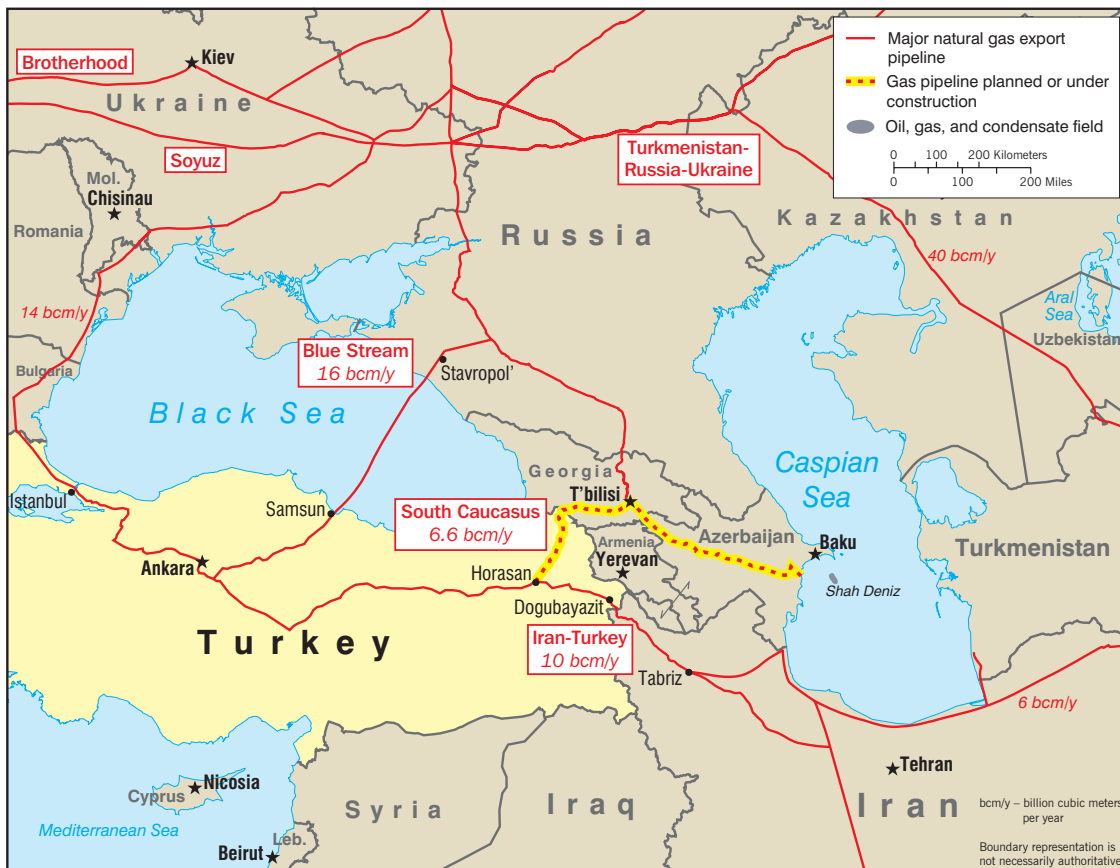 Brotherhood
Kiev
Ukraine
Soyuz
Mol.
Chisinau
Romania
14 bcm/y
Bulgaria
Russia
Turkmenistan-
Russia-Ukraine
Major natural gas export
pipeline
Gas pipeline planned or under
construction
Oil, gas, and condensate field
0 100 200 Kilometers
0 100 200 Miles
Kazakhstan
40 bcm/y
Aral
Sea
Uzbekistan
Blue Stream
16 bcm/y
Stavropol'
Black Sea
Caspian
Sea
Georgia
T'bilisi
Istanbul
Samsun
South Caucasus
6.6 bcm/y
Armenia
Yerevan
Azerbaijan
Baku
Shah Deniz
Turkmenistan
Ankara
Horasan
Dogubayazit
Turkey
Iran-Turkey
10 bcm/y
Tabriz
6 bcm/y
Tehran
Iran
Nicosia
Cyprus
Mediterranean Sea
Leb.
Beirut
Syria
Iraq
bcm/y – billion cubic meters
per year
Boundary representation is
not necessarily authoritative